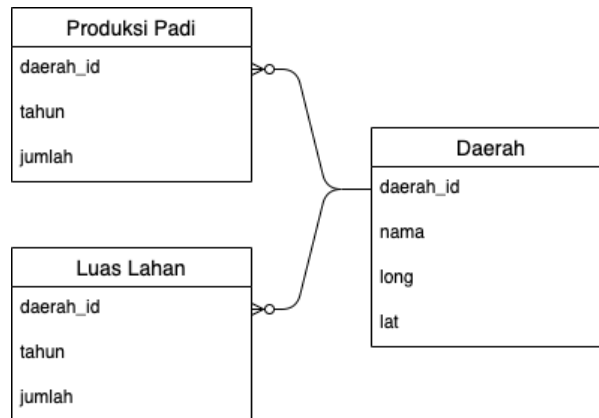 Produksi Padi
daerah_id
tahun
jumlah
Daerah
daerah_id
nama
long
lat
Luas Lahan
daerah_id
tahun
jumlah